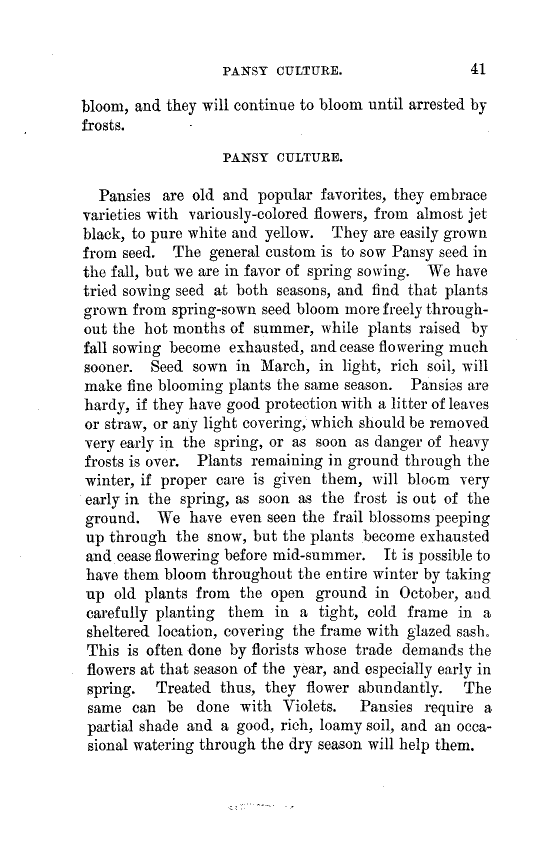 PANSY CULTURE. 41
bloom, and they will continue to bloom until arrested by
frosts.
PANSY CULTURE.
Pansies are old and popular favorites, they embrace
varieties with variously-colored flowers, from almost jet
black, to pure white and yellow. They are easily grown
from seed. The general custom is to sow Pansy seed in
the fall, but we are in favor of spring sowing. We have
tried sowing seed at both seasons, and find that plants
grown from spring-sown seed bloom more freely through-
out the hot months of summer, while plants raised by
fall sowing become exhausted, and cease flowering much
sooner. Seed sown in March, in light, rich soil, will
make fine blooming plants the same season. Pansies are
hardy, if they have good protection with a litter of leaves
or straw, or any light covering, which should be removed
very early in the spring, or as soon as danger of heavy
frosts is over. Plants remaining in ground through the
winter, if proper care is given them, will bloom very
early in the spring, as soon as the frost is out of the
ground. We have even seen the frail blossoms peeping
up through the snow, but the plants become exhausted
and cease flowering before mid-summer. It is possible to
have them bloom throughout the entire winter by taking
up old plants from the open ground in October, and
carefully planting them in a tight, cold frame in a
sheltered location, covering the frame with glazed sash.
This is often done by florists whose trade demands the
flowers at that season of the year, and especially early in
spring. Treated thus, they flower abundantly. The
same can be done with Violets. Pansies require a
partial shade and a good, rich, loamy soil, and an occa-
sional watering through the dry season will help them.